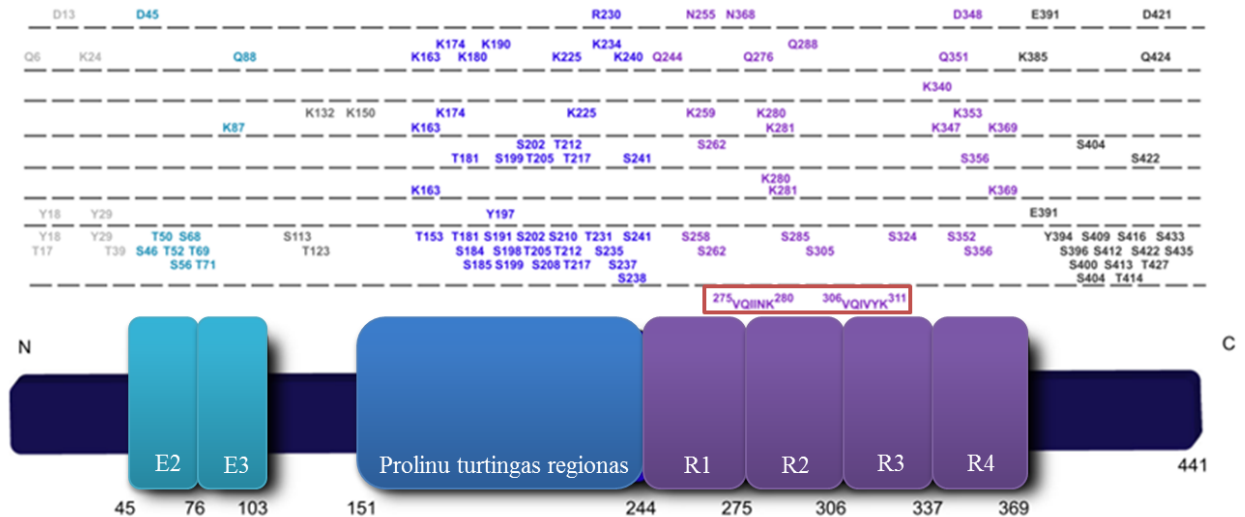 D13 D45 R230 N255 N368 D348 E391 D421
K174 K190 K234 Q288
Q6 K24 Q88 K163 K180 K225 K240 Q244 Q276 Q351 K385 Q424
K340
K132 K150 K174 K225 K259 K280 K353
K87 K163 K281 K347 K369
S202 T212 S262 S404
T181 S199 T205 T217 S241 S356 S422
K280
K163 K281 K369
Y18 Y29 Y197 E391
Y18 Y29 T50 S68 S113 T153 T181 S191 S202 S210 T231 S241 S258 S285 S324 S352 Y394 S409 S416 S433
T17 T39 S46 T52 T69 T123 S184 S198 T205 T212 S235 S262 S305 S356 S396 S412 S422 S435
S56 T71 S185 S199 S208 T217 S237 S400 S413 T427
S238 S404 T414
275VQIINK280 306VQIVYK311
N C
E2 E3 Prolinu turtingas regionas R1 R2 R3 R4
441
45 76 103 151 244 275 306 337 369